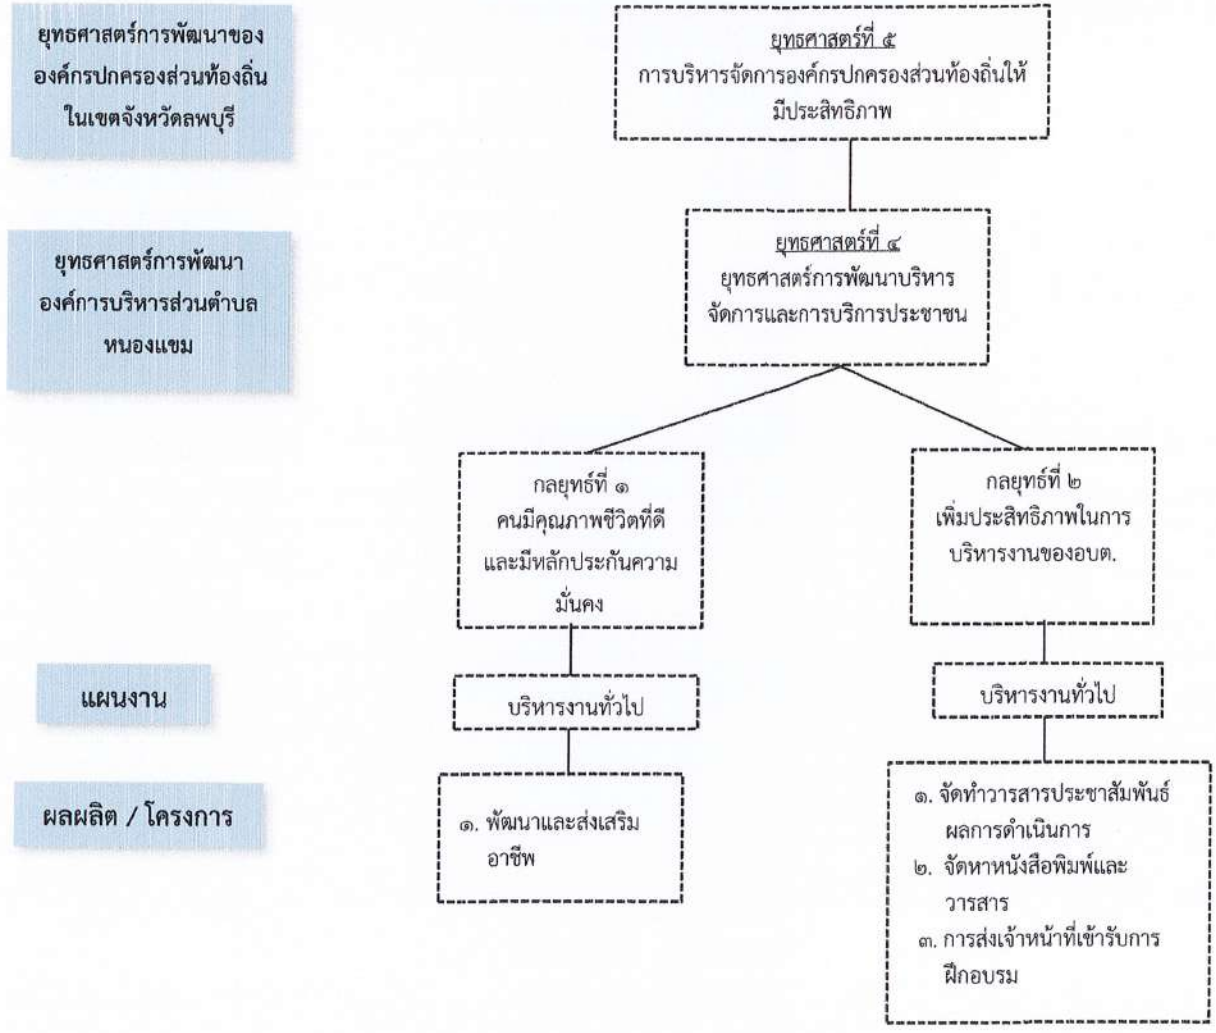 ยุทธศาสตร์การพัฒนาของ
องค์กรปกครองส่วนท้องถิ่น
ในเขตจังหวัดลพบุรี
ยุทธศาสตร์ที่ ๕
การบริหารจัดการองค์กรปกครองส่วนท้องถิ่นให้
มีประสิทธิภาพ
ยุทธศาสตร์การพัฒนา
องค์การบริหารส่วนตำบล
หนองแขม
ยุทธศาสตร์ที่ ๔
ยุทธศาสตร์การพัฒนาบริหาร
จัดการและการบริการประชาชน
กลยุทธ์ที่ ๑
คนมีคุณภาพชีวิตที่ดี
และมีหลักประกันความ
มั่นคง
กลยุทธ์ที่ ๒
เพิ่มประสิทธิภาพในการ
บริหารงานของอบต.
แผนงาน
บริหารงานทั่วไป
บริหารงานทั่วไป
ผลผลิต / โครงการ
๑. พัฒนาและส่งเสริม
อาชีพ
๑. จัดทำวารสารประชาสัมพันธ์
ผลการดำเนินการ
๒. จัดหาหนังสือพิมพ์และ
วารสาร
๓. การส่งเจ้าหน้าที่เข้ารับการ
ฝึกอบรม